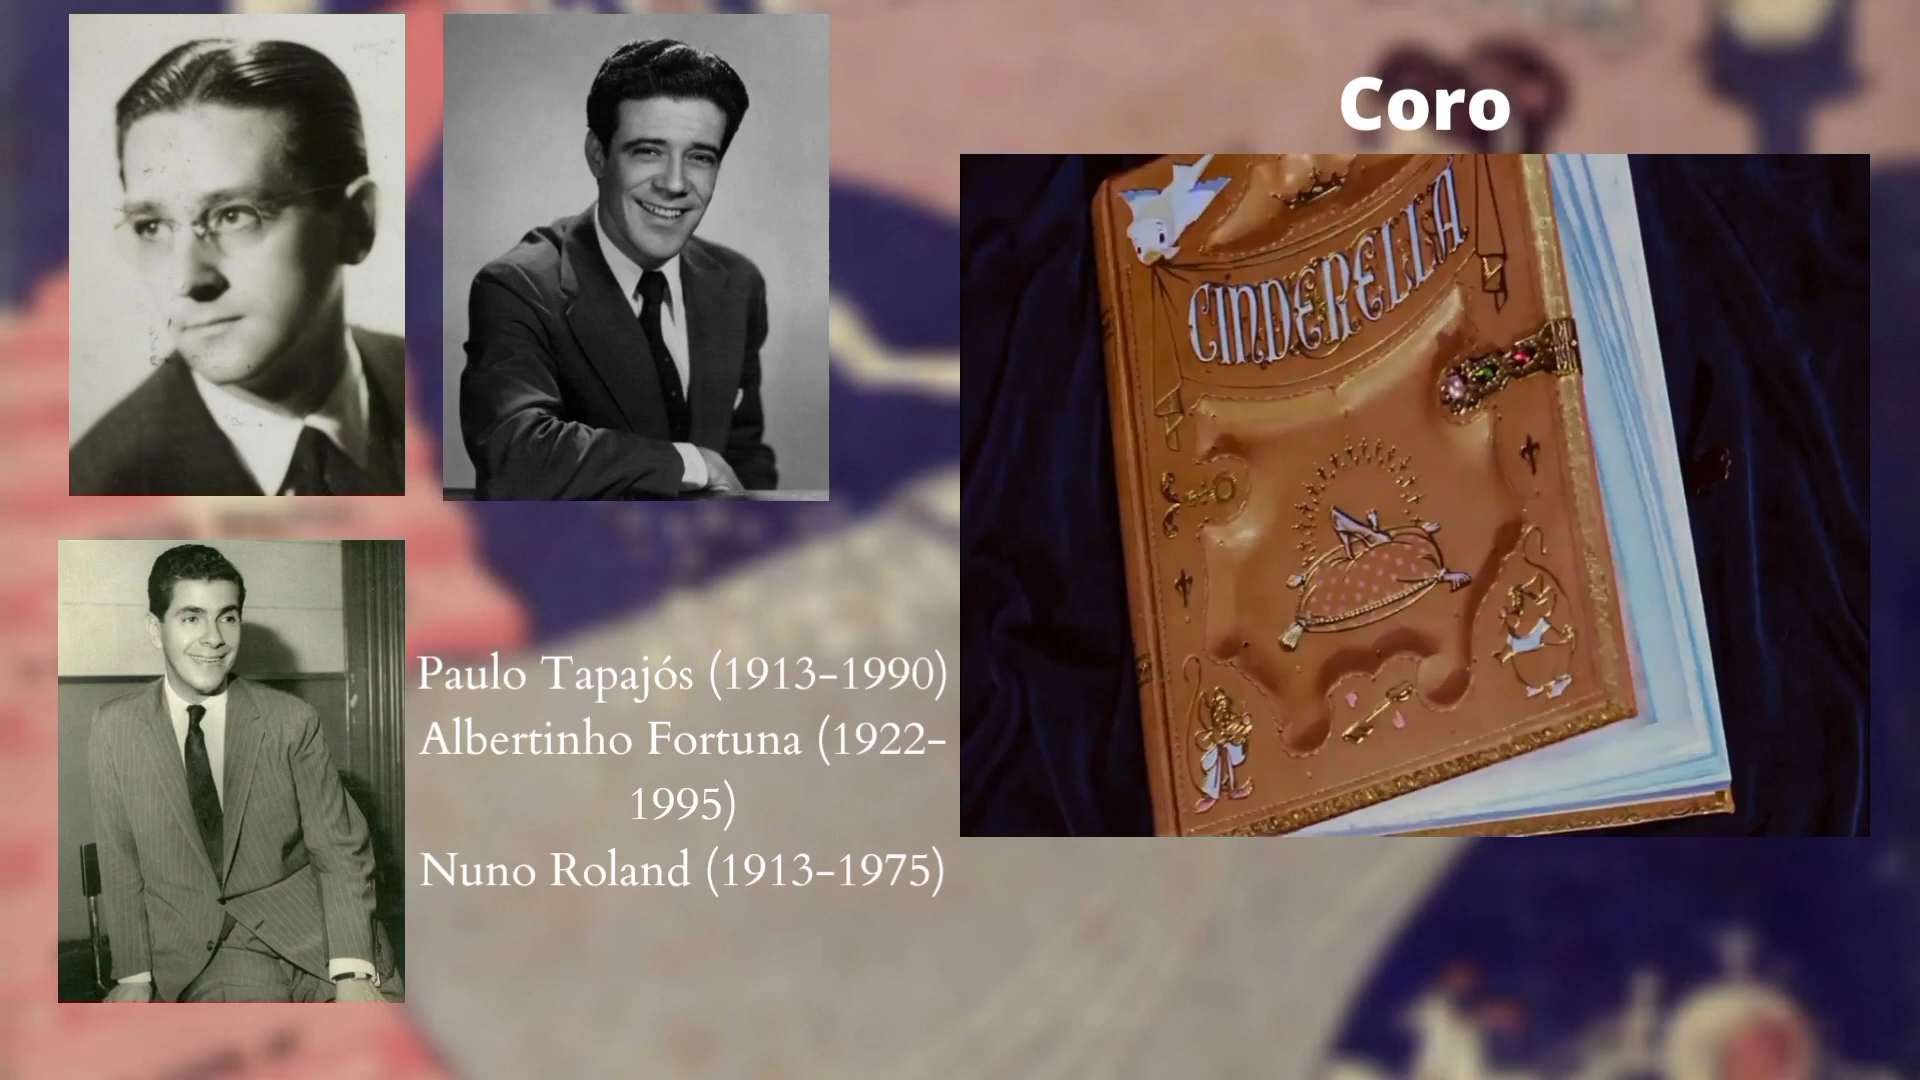 Coro
CINDERELLA
Paulo Tapajós (1913-1990)
Albertinho Fortuna (1922-
1995)
Nuno Roland (1913-1975)